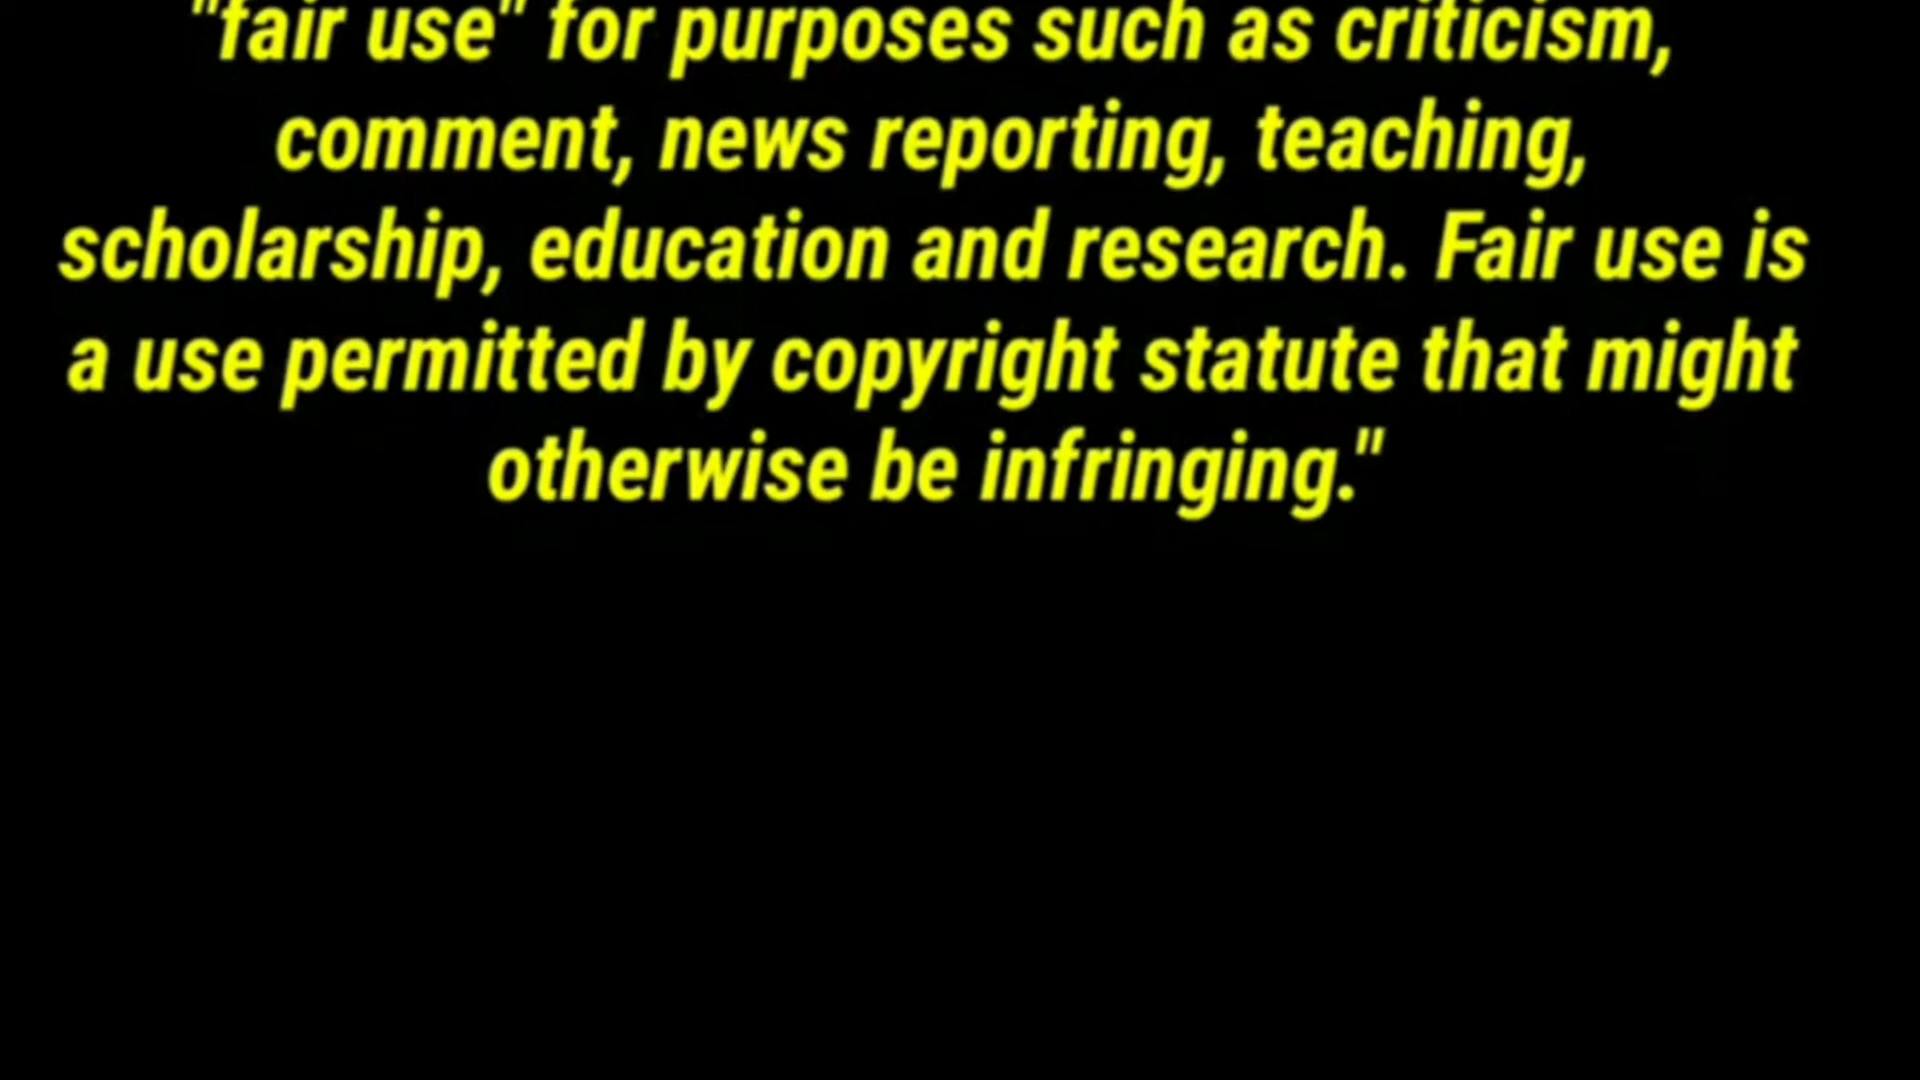 "fair use" for purposes such as criticism,
comment, news reporting, teaching,
scholarship, education and research. Fair use is
a use permitted by copyright statute that might
otherwise be infringing."